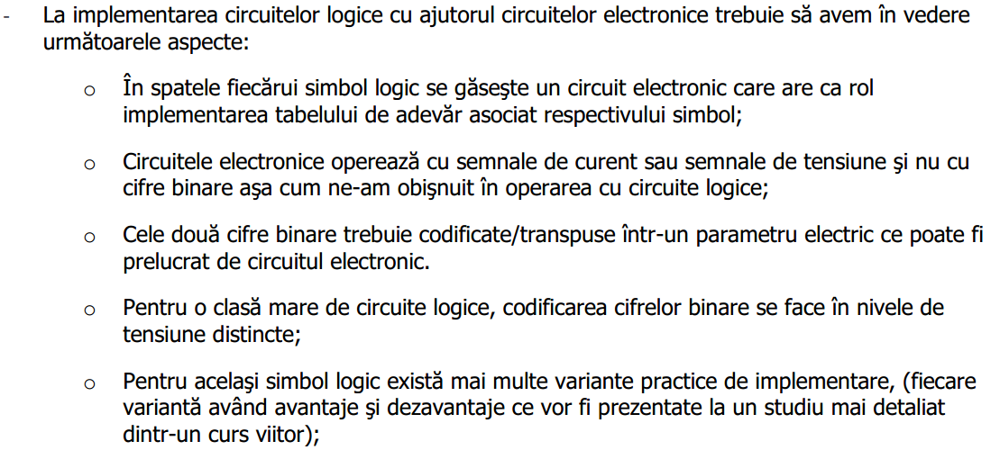 - La implementarea circuitelor logice cu ajutorul circuitelor electronice trebuie să avem în vedere
următoarele aspecte:
o În spatele fiecărui simbol logic se găseşte un circuit electronic care are ca rol
implementarea tabelului de adevăr asociat respectivului simbol;
o Circuitele electronice operează cu semnale de curent sau semnale de tensiune şi nu cu
cifre binare aşa cum ne-am obişnuit în operarea cu circuite logice;
o Cele două cifre binare trebuie codificate/transpuse într-un parametru electric ce poate fi
prelucrat de circuitul electronic.
o Pentru o clasă mare de circuite logice, codificarea cifrelor binare se face în nivele de
tensiune distincte;
o Pentru acelaşi simbol logic există mai multe variante practice de implementare, (fiecare
variantă având avantaje şi dezavantaje ce vor fi prezentate la un studiu mai detaliat
dintr-un curs viitor);